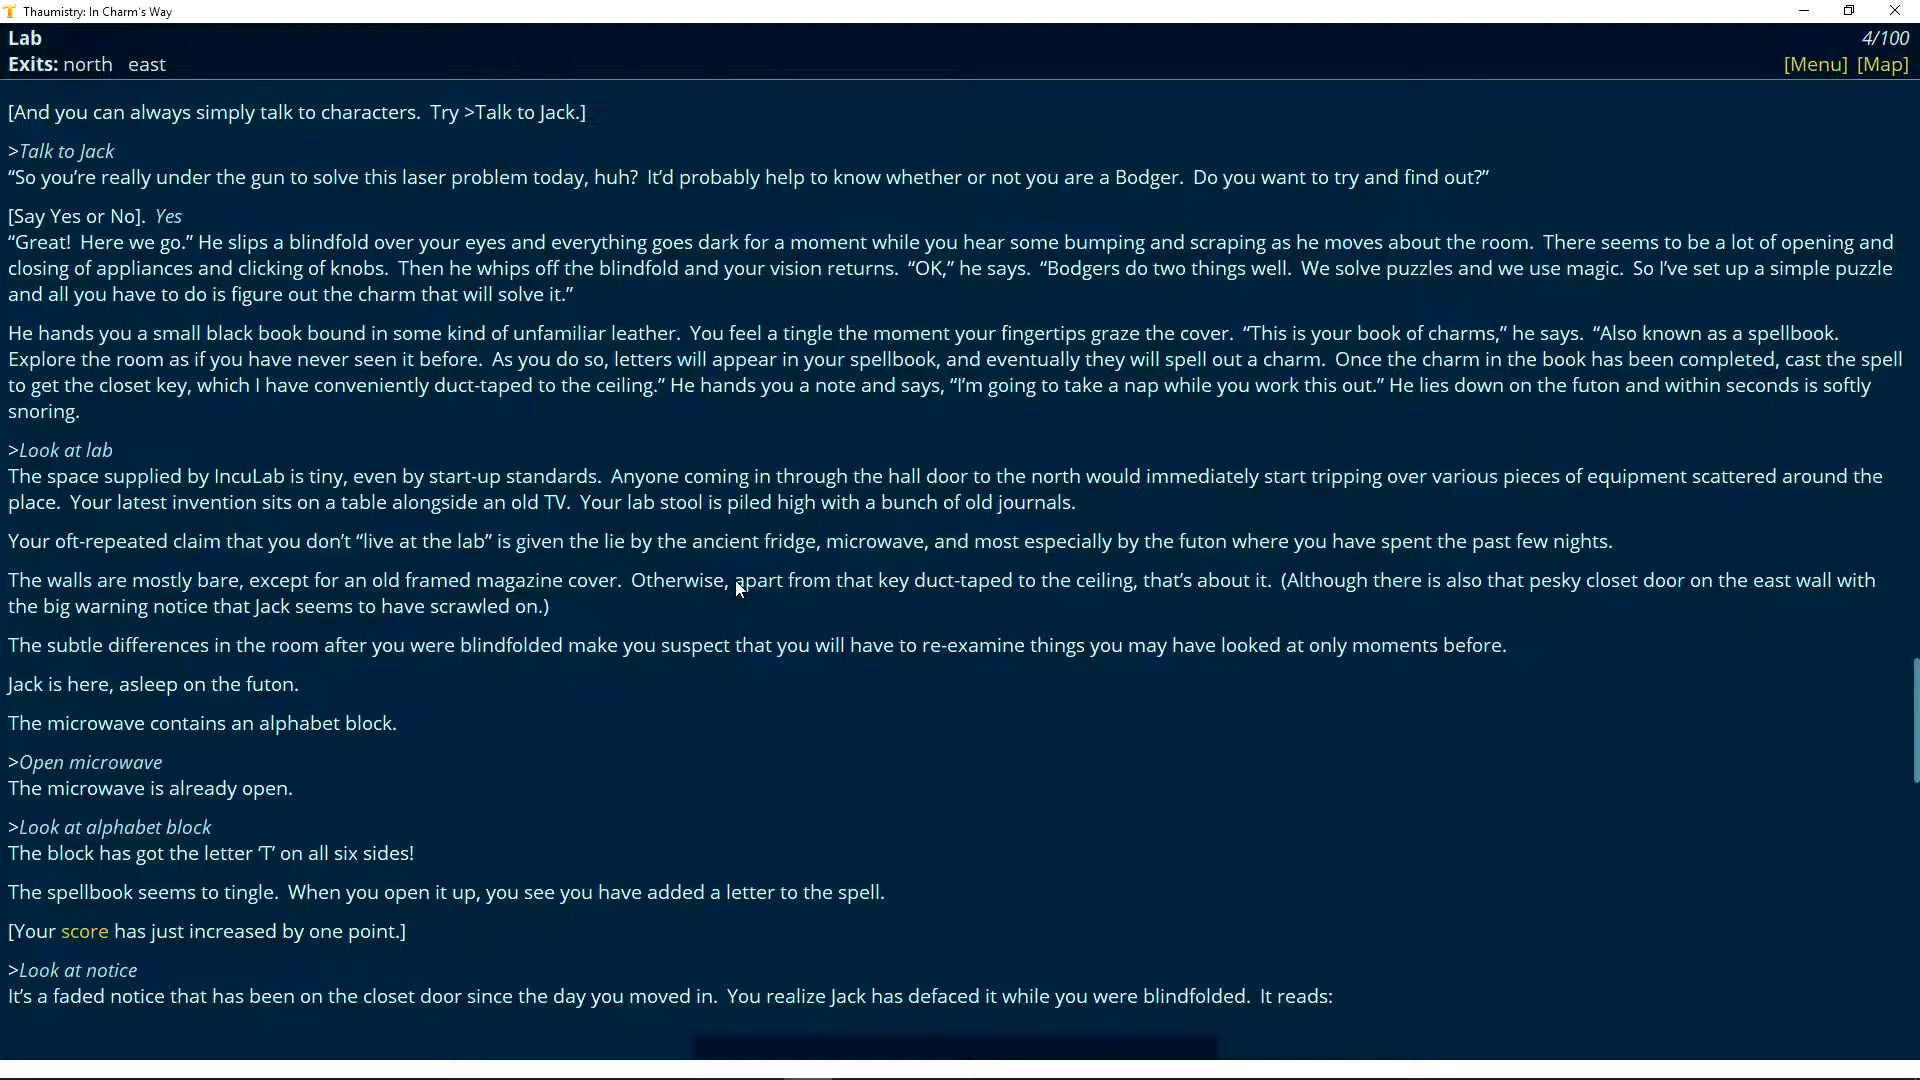 Thaumistry: In Charm's Way
Lab
4/100
Exits: north east
[Menu] [Map]
[And you can always simply talk to characters. Try >Talk to Jack.]
>Talk to Jack
“So you’re really under the gun to solve this laser problem today, huh? It’d probably help to know whether or not you are a Bodger. Do you want to try and find out?”
[Say Yes or No]. Yes
“Great! Here we go.” He slips a blindfold over your eyes and everything goes dark for a moment while you hear some bumping and scraping as he moves about the room. There seems to be a lot of opening and
closing of appliances and clicking of knobs. Then he whips off the blindfold and your vision returns. “OK,” he says. “Bodgers do two things well. We solve puzzles and we use magic. So I’ve set up a simple puzzle
and all you have to do is figure out the charm that will solve it.”
He hands you a small black book bound in some kind of unfamiliar leather. You feel a tingle the moment your fingertips graze the cover. “This is your book of charms,” he says. “Also known as a spellbook.
Explore the room as if you have never seen it before. As you do so, letters will appear in your spellbook, and eventually they will spell out a charm. Once the charm in the book has been completed, cast the spell
to get the closet key, which I have conveniently duct-taped to the ceiling.” He hands you a note and says, “I’m going to take a nap while you work this out.” He lies down on the futon and within seconds is softly
snoring.
>Look at lab
The space supplied by IncuLab is tiny, even by start-up standards. Anyone coming in through the hall door to the north would immediately start tripping over various pieces of equipment scattered around the
place. Your latest invention sits on a table alongside an old TV. Your lab stool is piled high with a bunch of old journals.
Your oft-repeated claim that you don’t “live at the lab” is given the lie by the ancient fridge, microwave, and most especially by the futon where you have spent the past few nights.
The walls are mostly bare, except for an old framed magazine cover. Otherwise, apart from that key duct-taped to the ceiling, that’s about it. (Although there is also that pesky closet door on the east wall with
the big warning notice that Jack seems to have scrawled on.)
The subtle differences in the room after you were blindfolded make you suspect that you will have to re-examine things you may have looked at only moments before.
Jack is here, asleep on the futon.
The microwave contains an alphabet block.
>Open microwave
The microwave is already open.
>Look at alphabet block
The block has got the letter ‘T’ on all six sides!
The spellbook seems to tingle. When you open it up, you see you have added a letter to the spell.
[Your score has just increased by one point.]
>Look at notice
It’s a faded notice that has been on the closet door since the day you moved in. You realize Jack has defaced it while you were blindfolded. It reads: